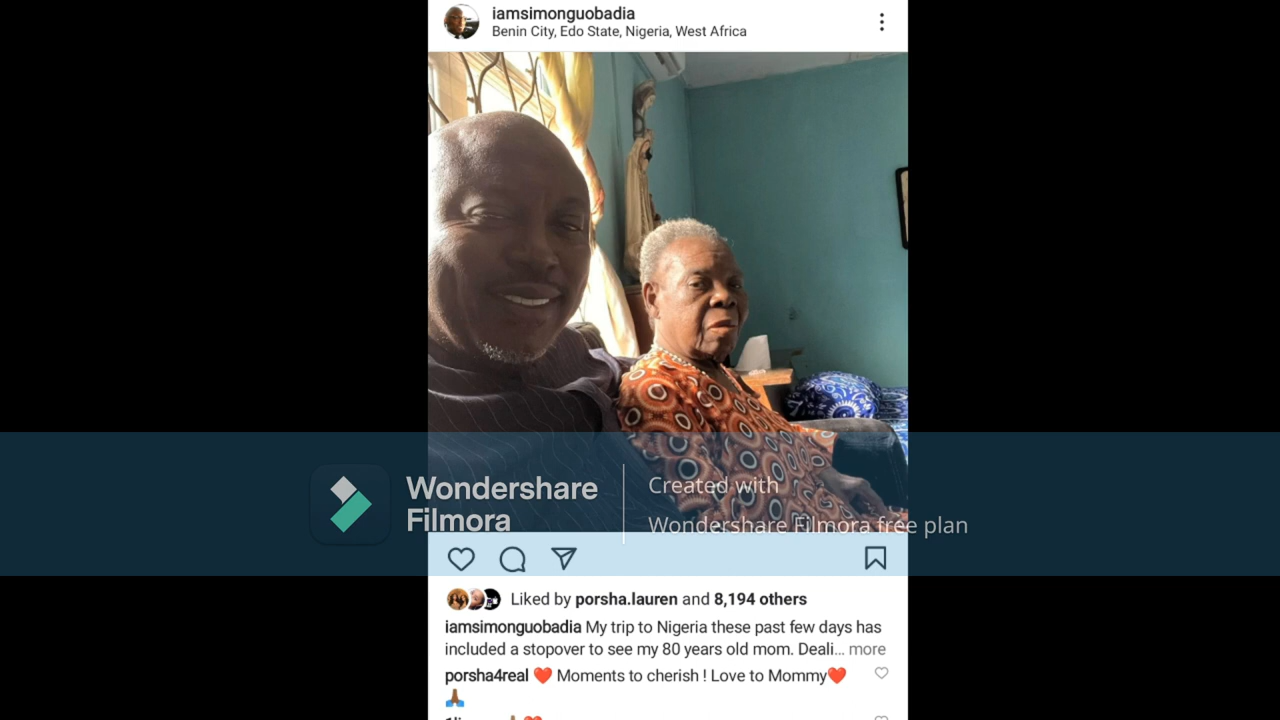 iamsimonguobadia
Benin City, Edo State, Nigeria, West Africa
Wondershare
Filmora
Created with
Wondershare Filmora free plan
Liked by porsha.lauren and 8,194 others
iamsimonguobadia My trip to Nigeria these past few days has
included a stopover to see my 80 years old mom. Deali... more
porsha4real ❤️ Moments to cherish ! Love to Mommy❤️
🙏🏾